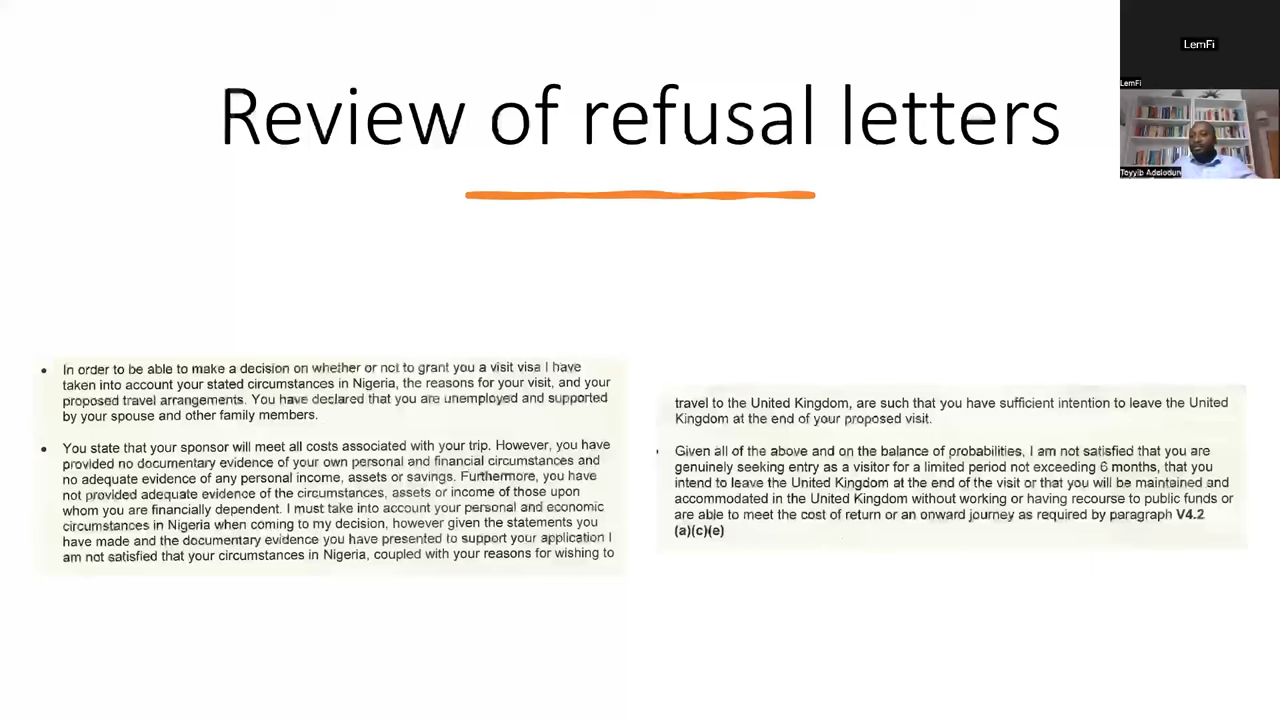 Review of refusal letters
LemFi
LemFi
Toyyib Adelodun
• In order to be able to make a decision on whether or not to grant you a visit visa I have
taken into account your stated circumstances in Nigeria, the reasons for your visit, and your
proposed travel arrangements. You have declared that you are unemployed and supported
by your spouse and other family members.
• You state that your sponsor will meet all costs associated with your trip. However, you have
provided no documentary evidence of your own personal and financial circumstances and
no adequate evidence of any personal income, assets or savings. Furthermore, you have
not provided adequate evidence of the circumstances, assets or income of those upon
whom you are financially dependent. I must take into account your personal and economic
circumstances in Nigeria when coming to my decision, however given the statements you
have made and the documentary evidence you have presented to support your application I
am not satisfied that your circumstances in Nigeria, coupled with your reasons for wishing to
travel to the United Kingdom, are such that you have sufficient intention to leave the United
Kingdom at the end of your proposed visit.
• Given all of the above and on the balance of probabilities, I am not satisfied that you are
genuinely seeking entry as a visitor for a limited period not exceeding 6 months, that you
intend to leave the United Kingdom at the end of the visit or that you will be maintained and
accommodated in the United Kingdom without working or having recourse to public funds or
are able to meet the cost of return or an onward journey as required by paragraph V4.2
(a)(c)(e)